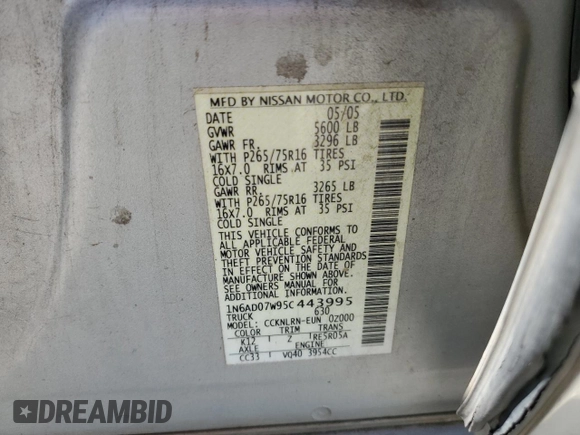 MFD BY NISSAN MOTOR CO., LTD.
DATE 05/05
GVWR 5600 LB
GAWR FR. 3296 LB
WITH P265/75R16 TIRES
16X7.0 RIMS AT 35 PSI
COLD SINGLE
GAWR RR. 3265 LB
WITH P265/75R16 TIRES
16X7.0 RIMS AT 35 PSI
COLD SINGLE
THIS VEHICLE CONFORMS TO
ALL APPLICABLE FEDERAL
MOTOR VEHICLE SAFETY AND
THEFT PREVENTION STANDARDS
IN EFFECT ON THE DATE OF
MANUFACTURE SHOWN ABOVE.
SEE OWNERS MANUAL FOR
ADDITIONAL INFORMATION
1N6AD07W95C443995
TRUCK 630
MODEL: CCKNLRN-EUN 0Z000
COLOR TRIM TRANS
K12 2 TRE5R05A
AXLE ENGINE
CC33 VQ40 3954CC
DREAMBID